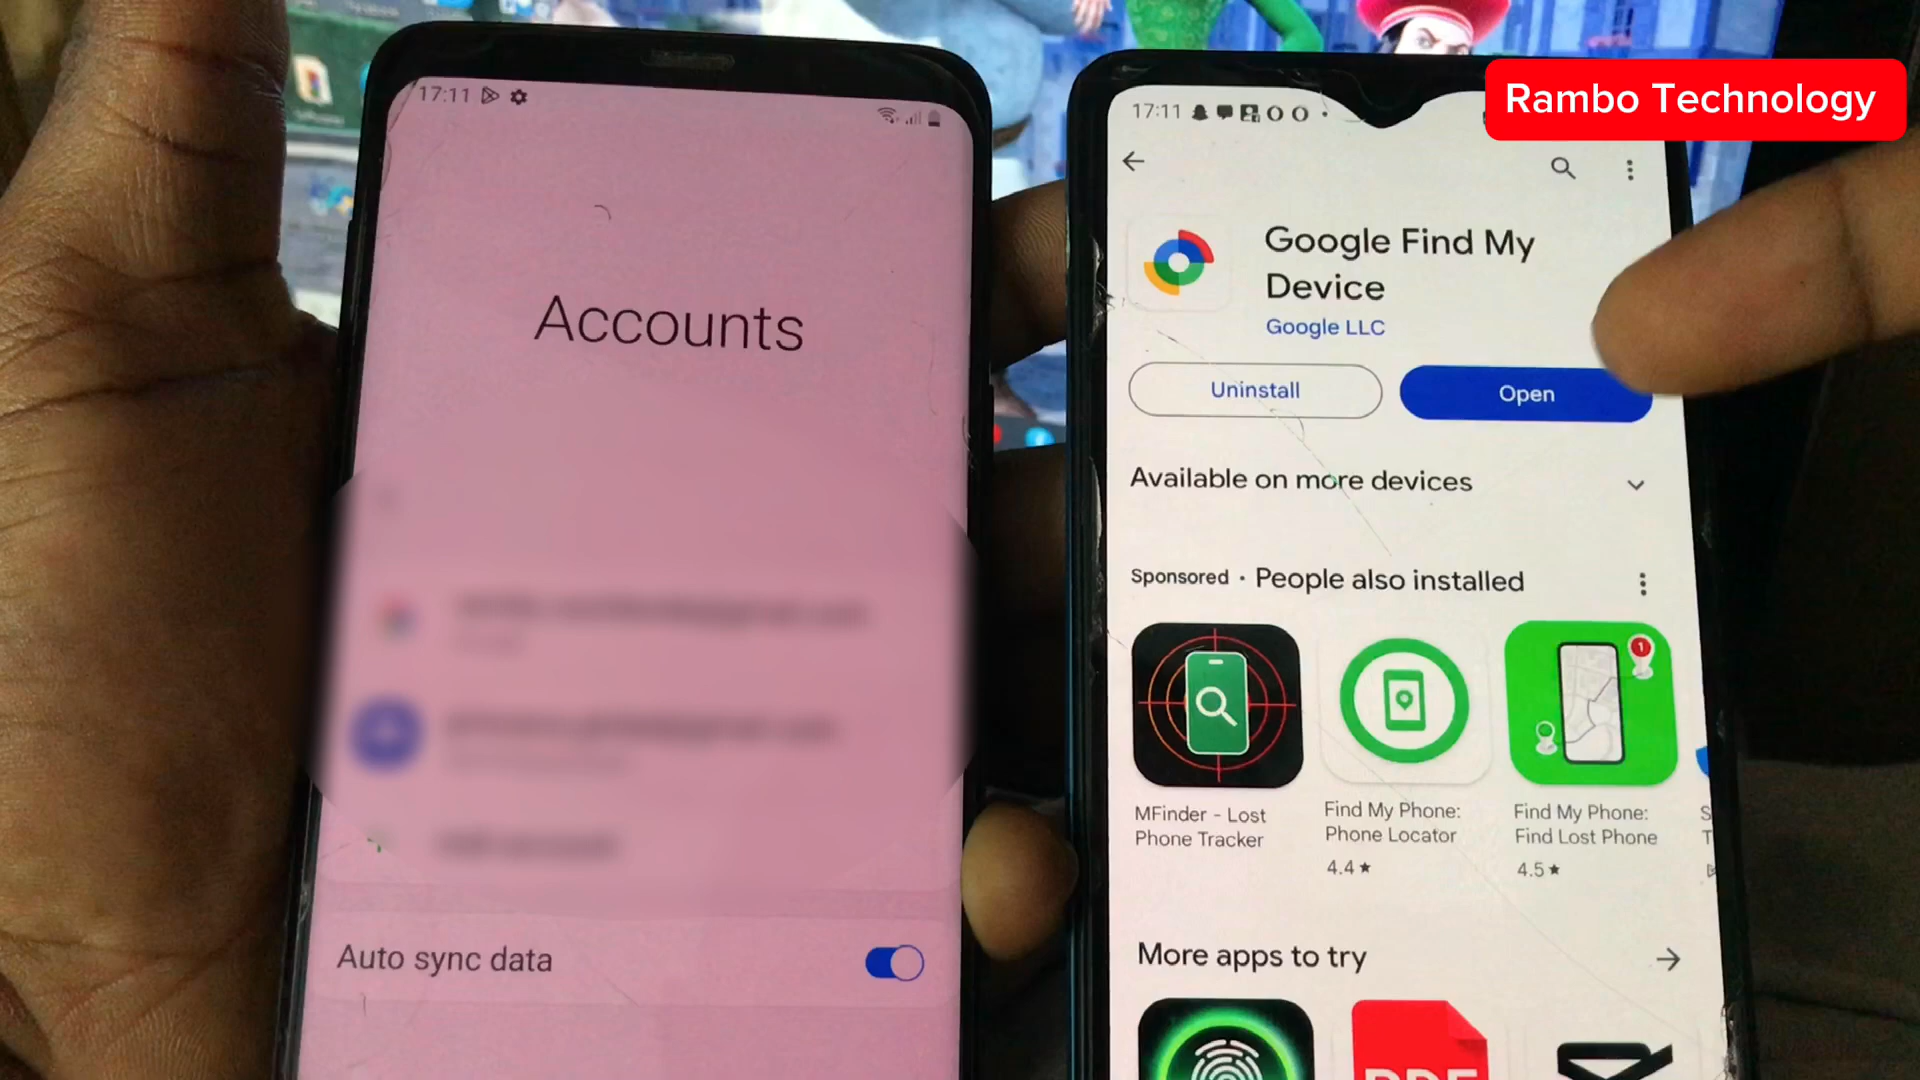 Rambo Technology
17:11
Accounts
Auto sync data
17:11
Google Find My
Device
Google LLC
Uninstall
Open
Available on more devices
Sponsored · People also installed
MFinder - Lost
Phone Tracker
Find My Phone:
Phone Locator
4.4★
Find My Phone:
Find Lost Phone
4.5★
S
T
More apps to try
PDF